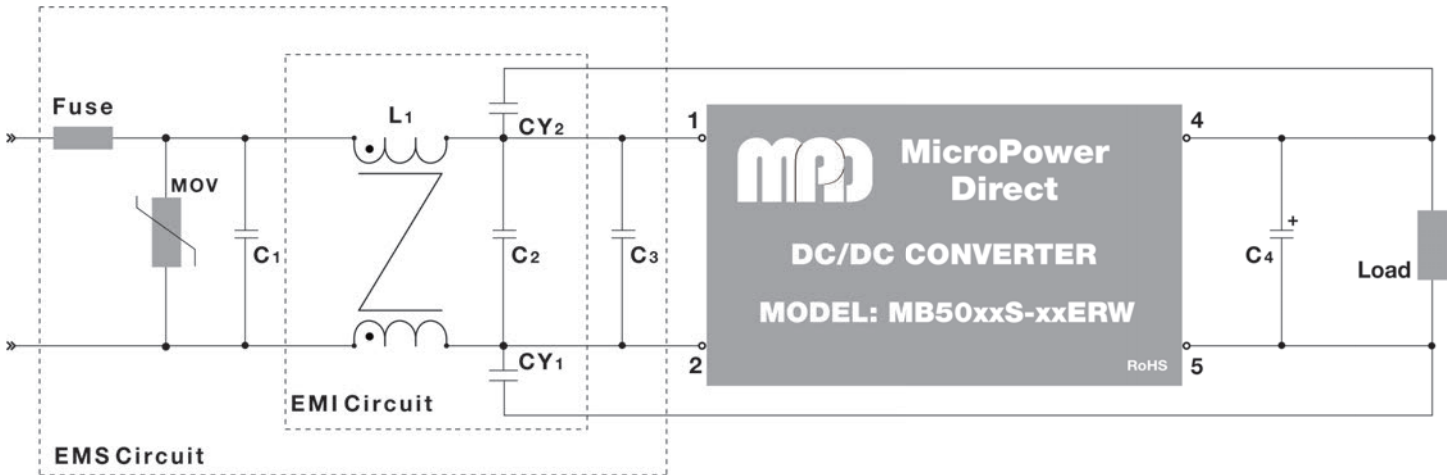 Fuse
MOV
C1
L1
CY2
C2
CY1
C3
EMI Circuit
EMS Circuit
1
2
MPD
MicroPower
Direct
DC/DC CONVERTER
MODEL: MB50xxS-xxERW
RoHS
4
5
+
C4
Load